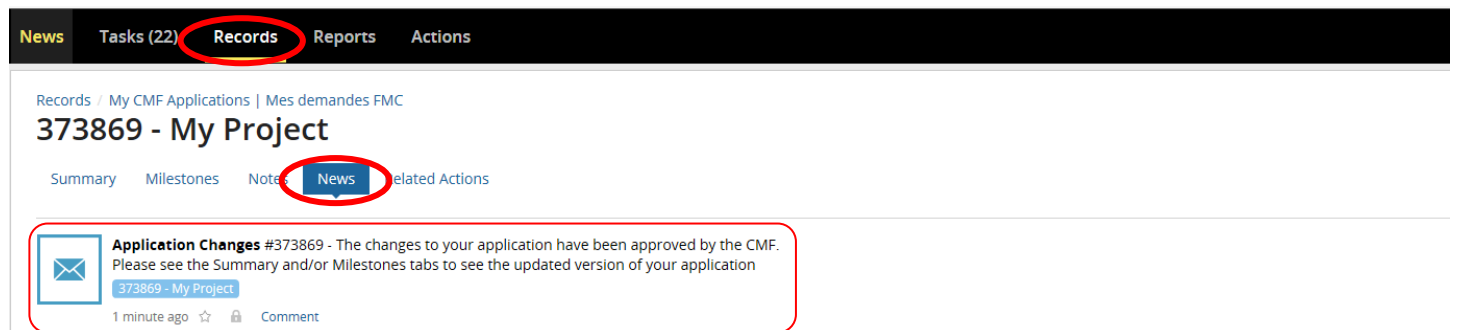 News Tasks (22) Records Reports Actions
Records / My CMF Applications | Mes demandes FMC
373869 - My Project
Summary Milestones Notes News elated Actions
Application Changes #373869 - The changes to your application have been approved by the CMF.
Please see the Summary and/or Milestones tabs to see the updated version of your application
373869 - My Project
1 minute ago Comment